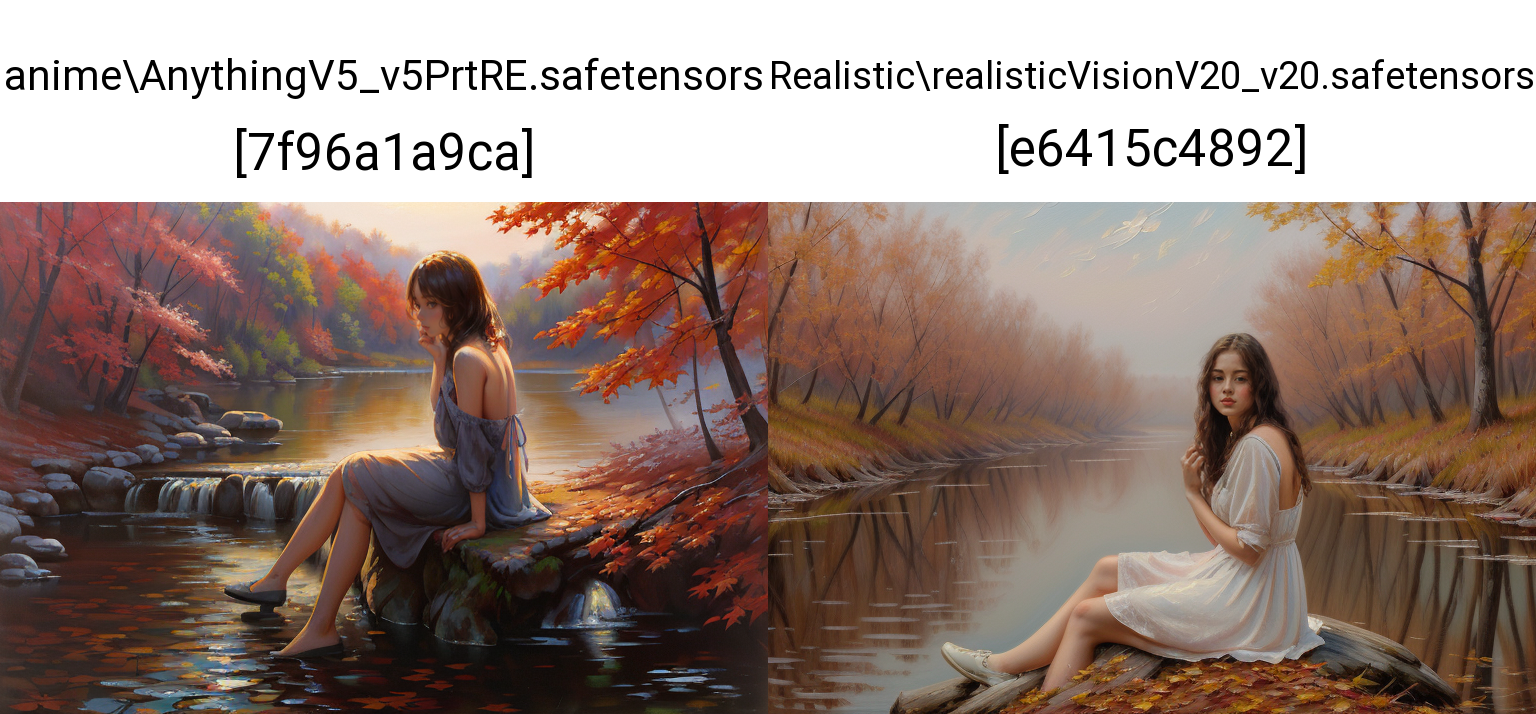 anime\AnythingV5_v5PrtRE.safetensors
[7f96a1a9ca]
Realistic\realisticVisionV20_v20.safetensors
[e6415c4892]